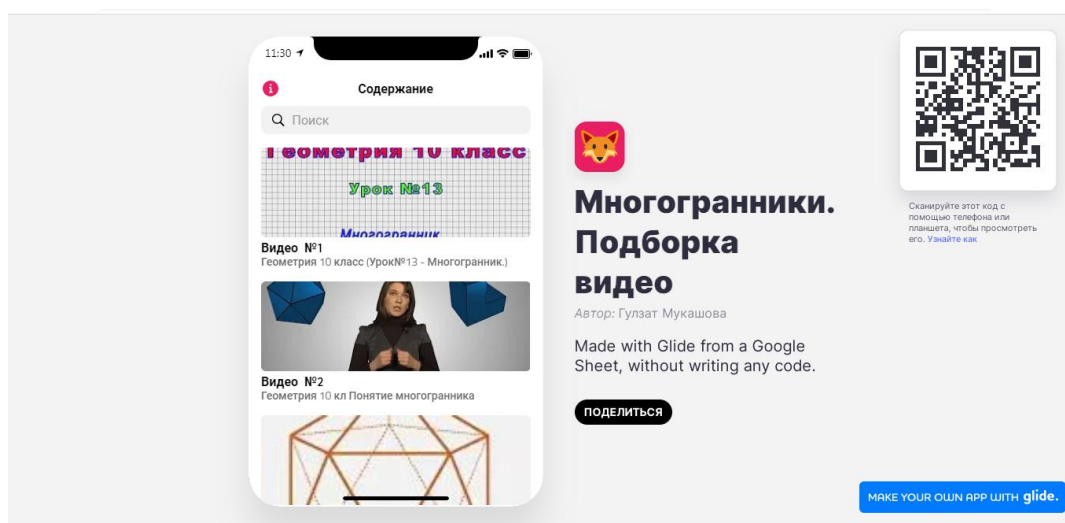 11:30
Содержание
Поиск
Геометрия 10 класс
Урок №13
Многогранник
Видео №1
Геометрия 10 класс (Урок№13 - Многогранник.)
Видео №2
Геометрия 10 кл Понятие многогранника
Многогранники.
Подборка
видео
Автор: Гулзат Мукашова
Made with Glide from a Google
Sheet, without writing any code.
ПОДЕЛИТЬСЯ
Сканируйте этот код с
помощью телефона или
планшета, чтобы просмотреть
его. Узнайте как
MAKE YOUR OWN APP WITH glide.